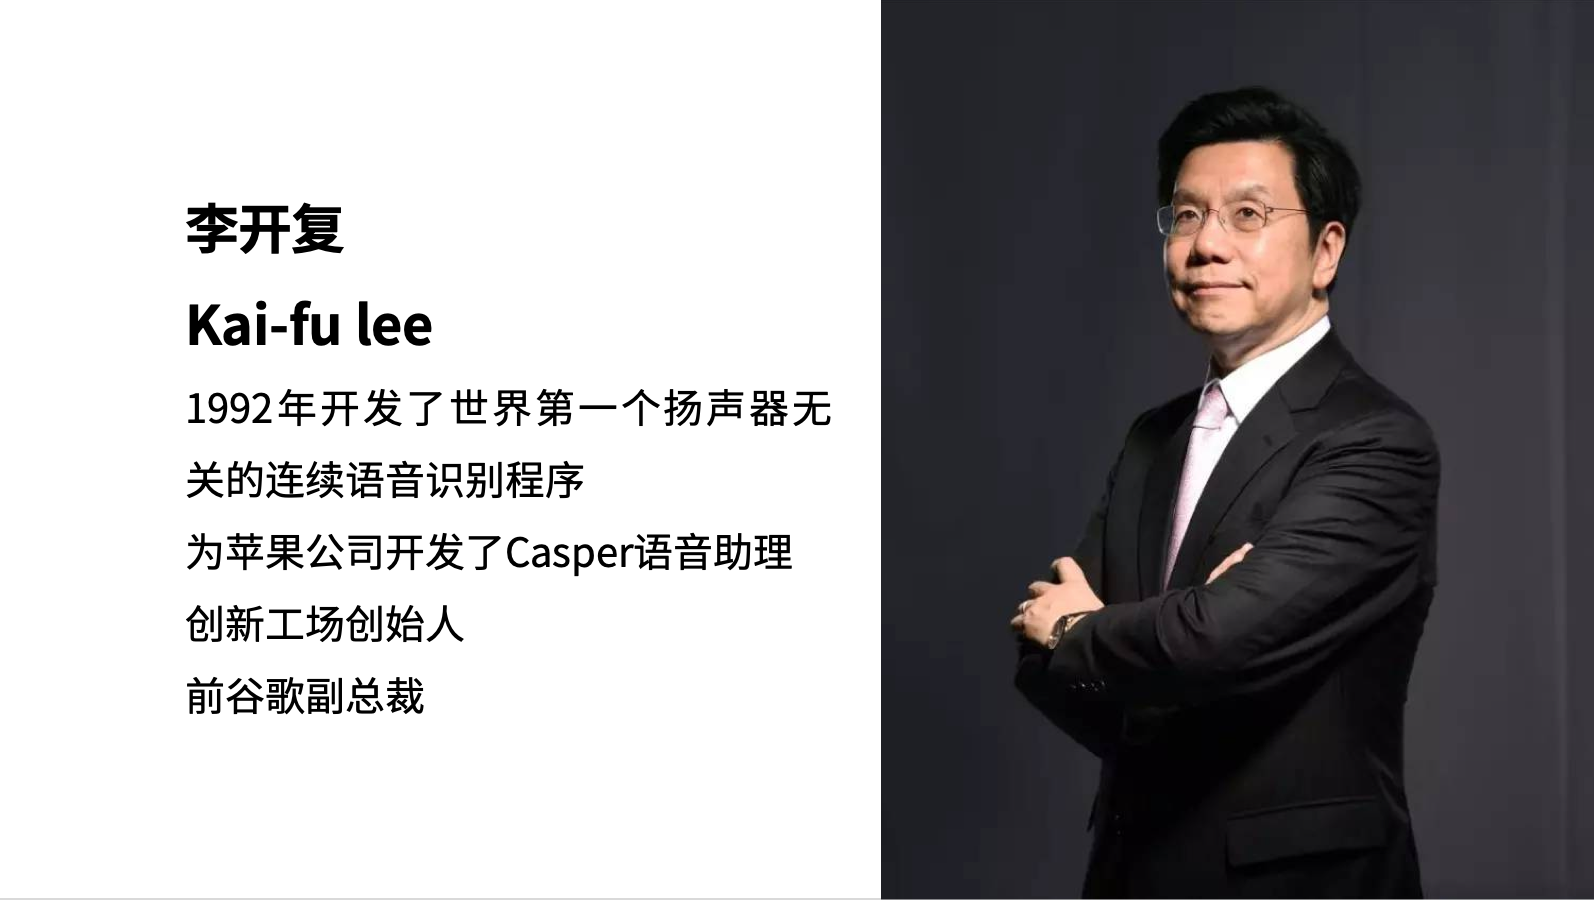 李开复
Kai-fu lee
1992年开发了世界第一个扬声器无
关的连续语音识别程序
为苹果公司开发了Casper语音助理
创新工场创始人
前谷歌副总裁